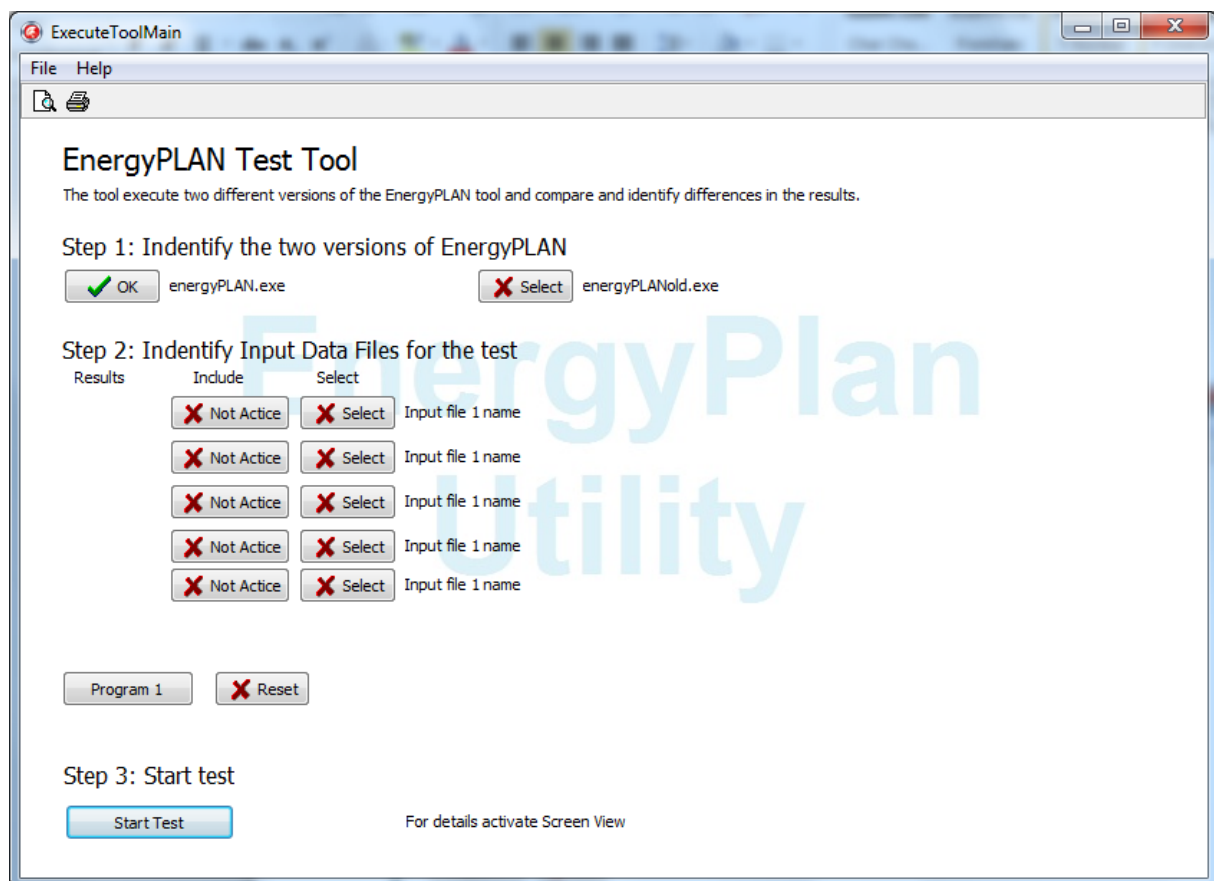 ExecuteToolMain
File Help
EnergyPLAN Test Tool
The tool execute two different versions of the EnergyPLAN tool and compare and identify differences in the results.
Step 1: Indentify the two versions of EnergyPLAN
OK energyPLAN.exe Select energyPLANold.exe
EnergyPlan
Utility
Step 2: Indentify Input Data Files for the test
Results Include Select
Not Actice Select Input file 1 name
Not Actice Select Input file 1 name
Not Actice Select Input file 1 name
Not Actice Select Input file 1 name
Not Actice Select Input file 1 name
Program 1 Reset
Step 3: Start test
Start Test For details activate Screen View